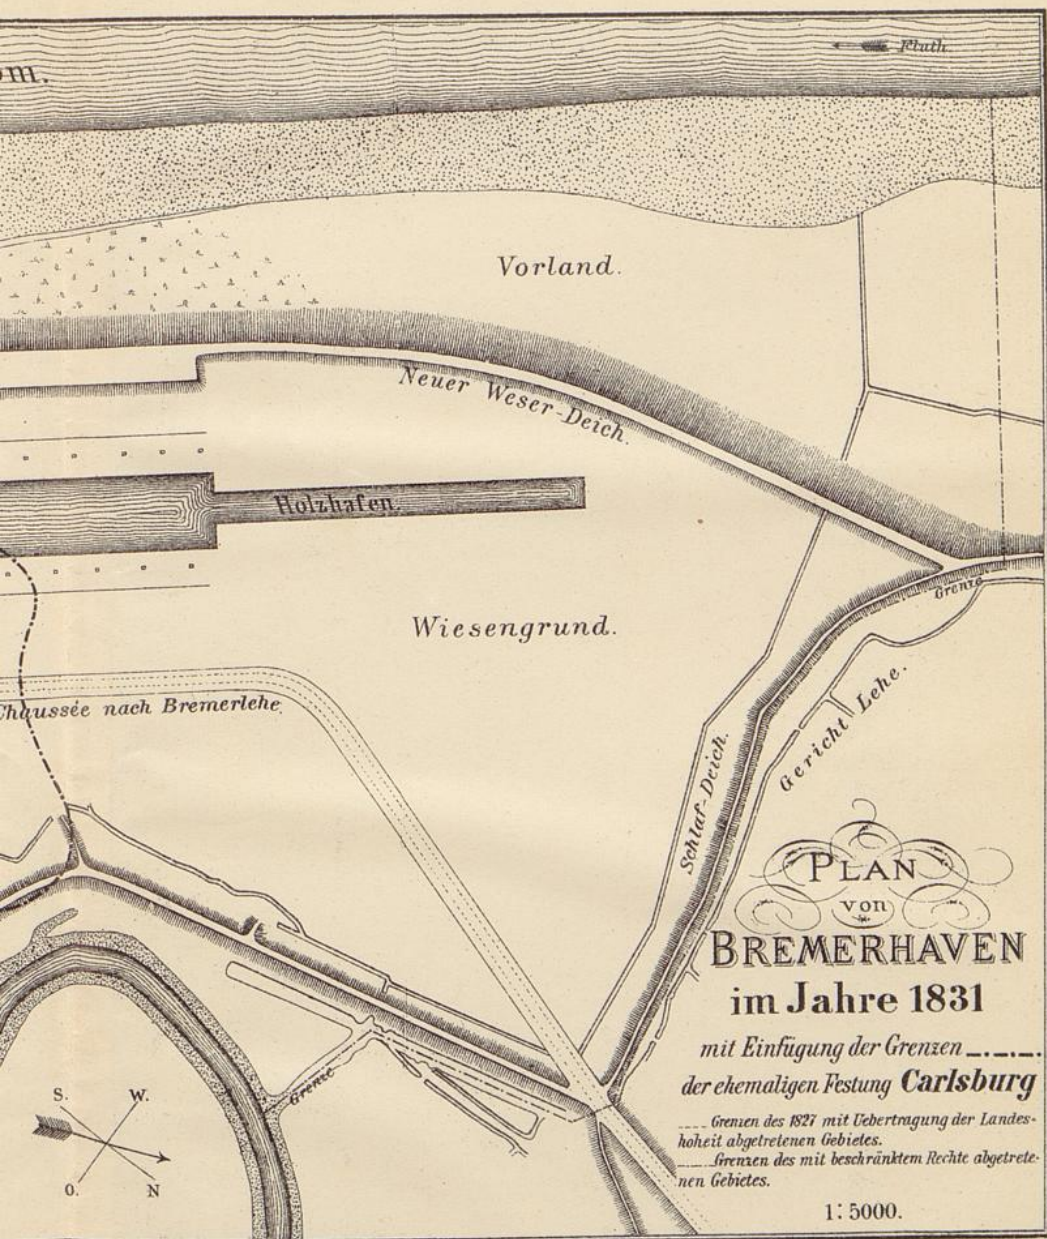 om.
Fluth
Vorland.
Neuer Weser-Deich.
Holzhafen.
Grenze
Wiesengrund.
Gericht Lehe.
Chaussée nach Bremerlehe.
Schlaf-Deich.
PLAN
von
BREMERHAVEN
im Jahre 1831
mit Einfügung der Grenzen
der ehemaligen Festung Carlsburg
Grenzen des 1827 mit Uebertragung der Landes-
hoheit abgetretenen Gebietes.
Grenzen des mit beschränktem Rechte abgetrete-
nen Gebietes.
1:5000.
Grenze
S. W.
O. N